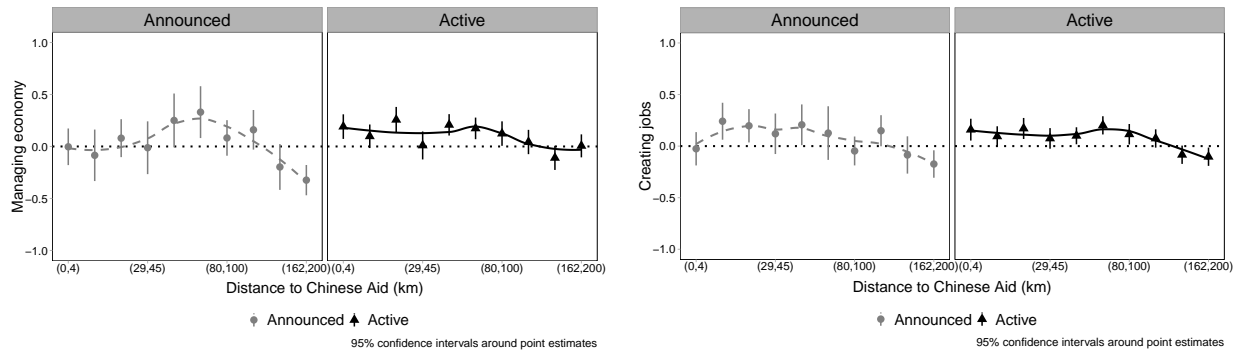 Announced Active
Managing economy
1.0
0.5
0.0
−0.5
−1.0
(0,4) (29,45) (80,100) (162,200) (0,4) (29,45) (80,100) (162,200)
Distance to Chinese Aid (km)
Announced Active
95% confidence intervals around point estimates
Announced Active
Creating jobs
1.0
0.5
0.0
−0.5
−1.0
(0,4) (29,45) (80,100) (162,200) (0,4) (29,45) (80,100) (162,200)
Distance to Chinese Aid (km)
Announced Active
95% confidence intervals around point estimates